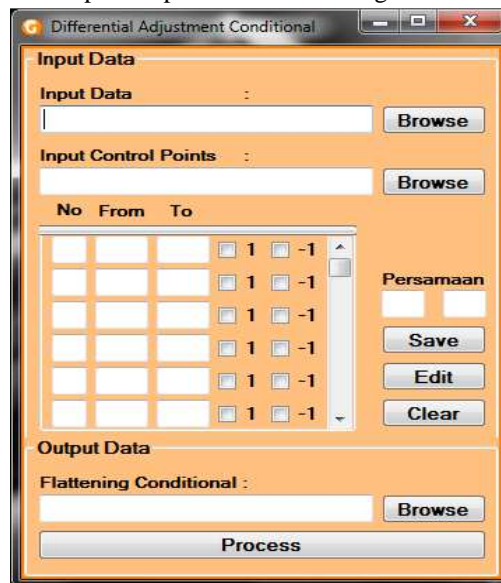 Differential Adjustment Conditional
Input Data
Input Data :
Browse
Input Control Points :
Browse
No From To
1 -1
1 -1
Persamaan
1 -1
1 -1
Save
1 -1
Edit
1 -1
Clear
Output Data
Flattening Conditional :
Browse
Process